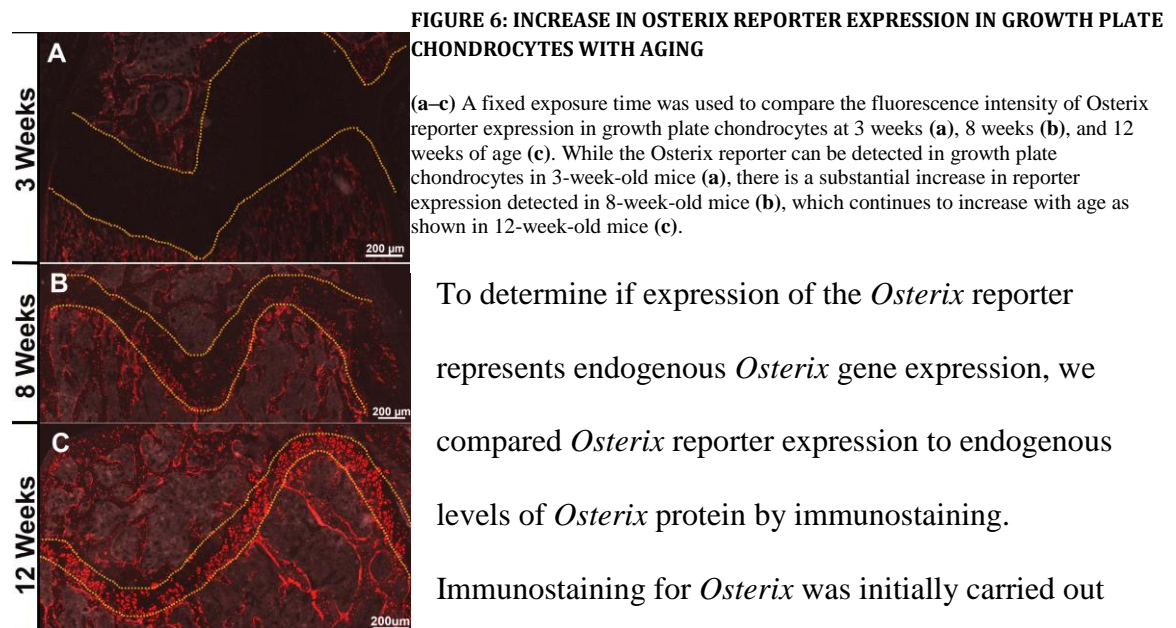 FIGURE 6: INCREASE IN OSTERIX REPORTER EXPRESSION IN GROWTH PLATE
CHONDROCYTES WITH AGING
(a–c) A fixed exposure time was used to compare the fluorescence intensity of Osterix
reporter expression in growth plate chondrocytes at 3 weeks (a), 8 weeks (b), and 12
weeks of age (c). While the Osterix reporter can be detected in growth plate
chondrocytes in 3-week-old mice (a), there is a substantial increase in reporter
expression detected in 8-week-old mice (b), which continues to increase with age as
shown in 12-week-old mice (c).
3 Weeks
A
200 µm
8 Weeks
B
200 µm
12 Weeks
C
200um
To determine if expression of the Osterix reporter
represents endogenous Osterix gene expression, we
compared Osterix reporter expression to endogenous
levels of Osterix protein by immunostaining.
Immunostaining for Osterix was initially carried out